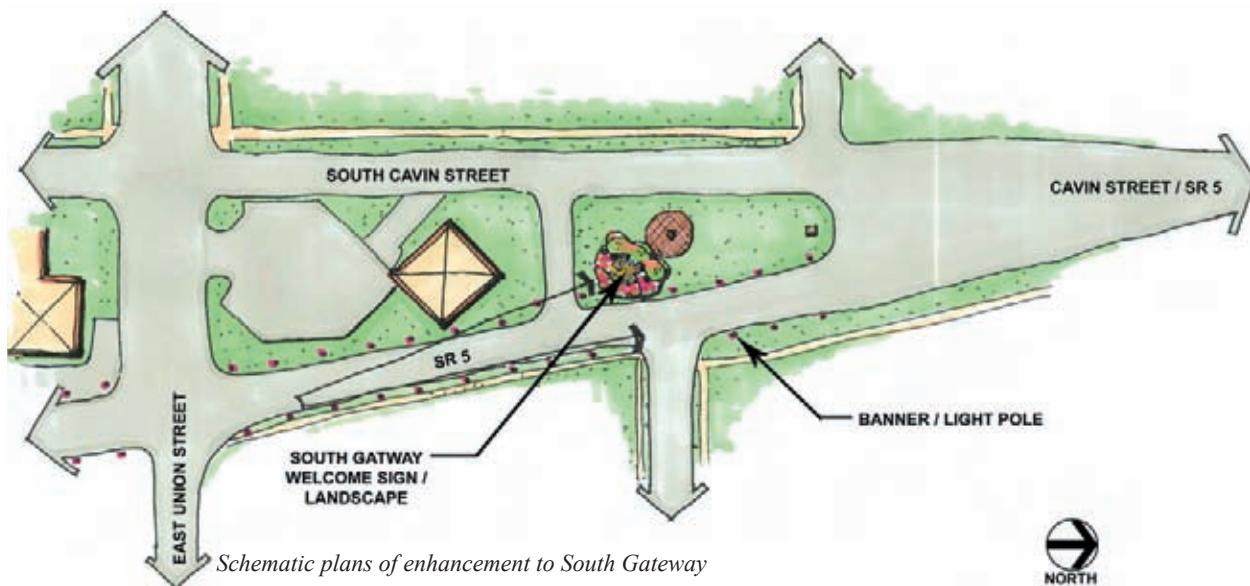 SOUTH CAVIN STREET
CAVIN STREET / SR 5
SR 5
BANNER / LIGHT POLE
SOUTH GATWAY
WELCOME SIGN /
LANDSCAPE
EAST UNION STREET
Schematic plans of enhancement to South Gateway
NORTH